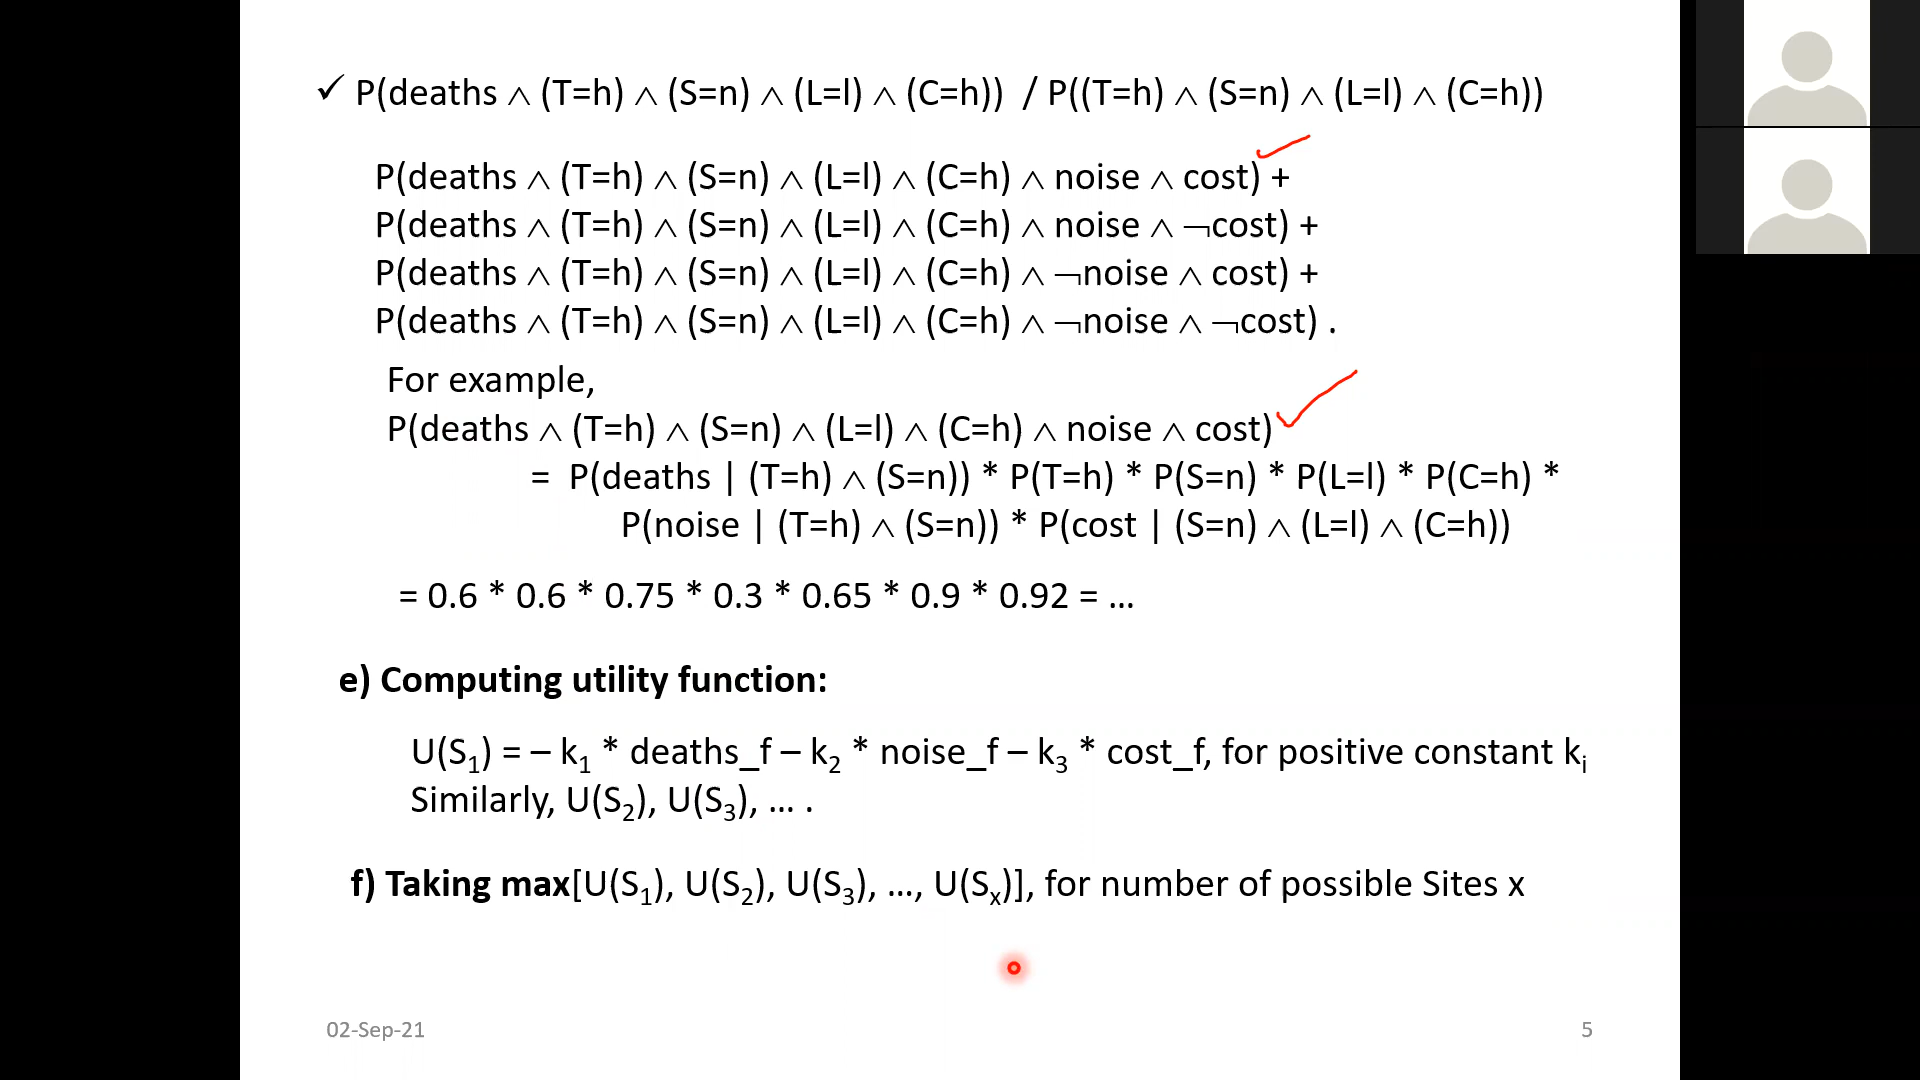 ✓ P(deaths ∧ (T=h) ∧ (S=n) ∧ (L=l) ∧ (C=h)) / P((T=h) ∧ (S=n) ∧ (L=l) ∧ (C=h))
P(deaths ∧ (T=h) ∧ (S=n) ∧ (L=l) ∧ (C=h) ∧ noise ∧ cost) +
P(deaths ∧ (T=h) ∧ (S=n) ∧ (L=l) ∧ (C=h) ∧ noise ∧ ¬cost) +
P(deaths ∧ (T=h) ∧ (S=n) ∧ (L=l) ∧ (C=h) ∧ ¬noise ∧ cost) +
P(deaths ∧ (T=h) ∧ (S=n) ∧ (L=l) ∧ (C=h) ∧ ¬noise ∧ ¬cost) .
For example,
P(deaths ∧ (T=h) ∧ (S=n) ∧ (L=l) ∧ (C=h) ∧ noise ∧ cost)
= P(deaths | (T=h) ∧ (S=n)) * P(T=h) * P(S=n) * P(L=l) * P(C=h) *
P(noise | (T=h) ∧ (S=n)) * P(cost | (S=n) ∧ (L=l) ∧ (C=h))
= 0.6 * 0.6 * 0.75 * 0.3 * 0.65 * 0.9 * 0.92 = ...
e) Computing utility function:
U(S₁) = – k₁ * deaths_f – k₂ * noise_f – k₃ * cost_f, for positive constant kᵢ
Similarly, U(S₂), U(S₃), ... .
f) Taking max[U(S₁), U(S₂), U(S₃), ..., U(Sₓ)], for number of possible Sites x
02-Sep-21
5